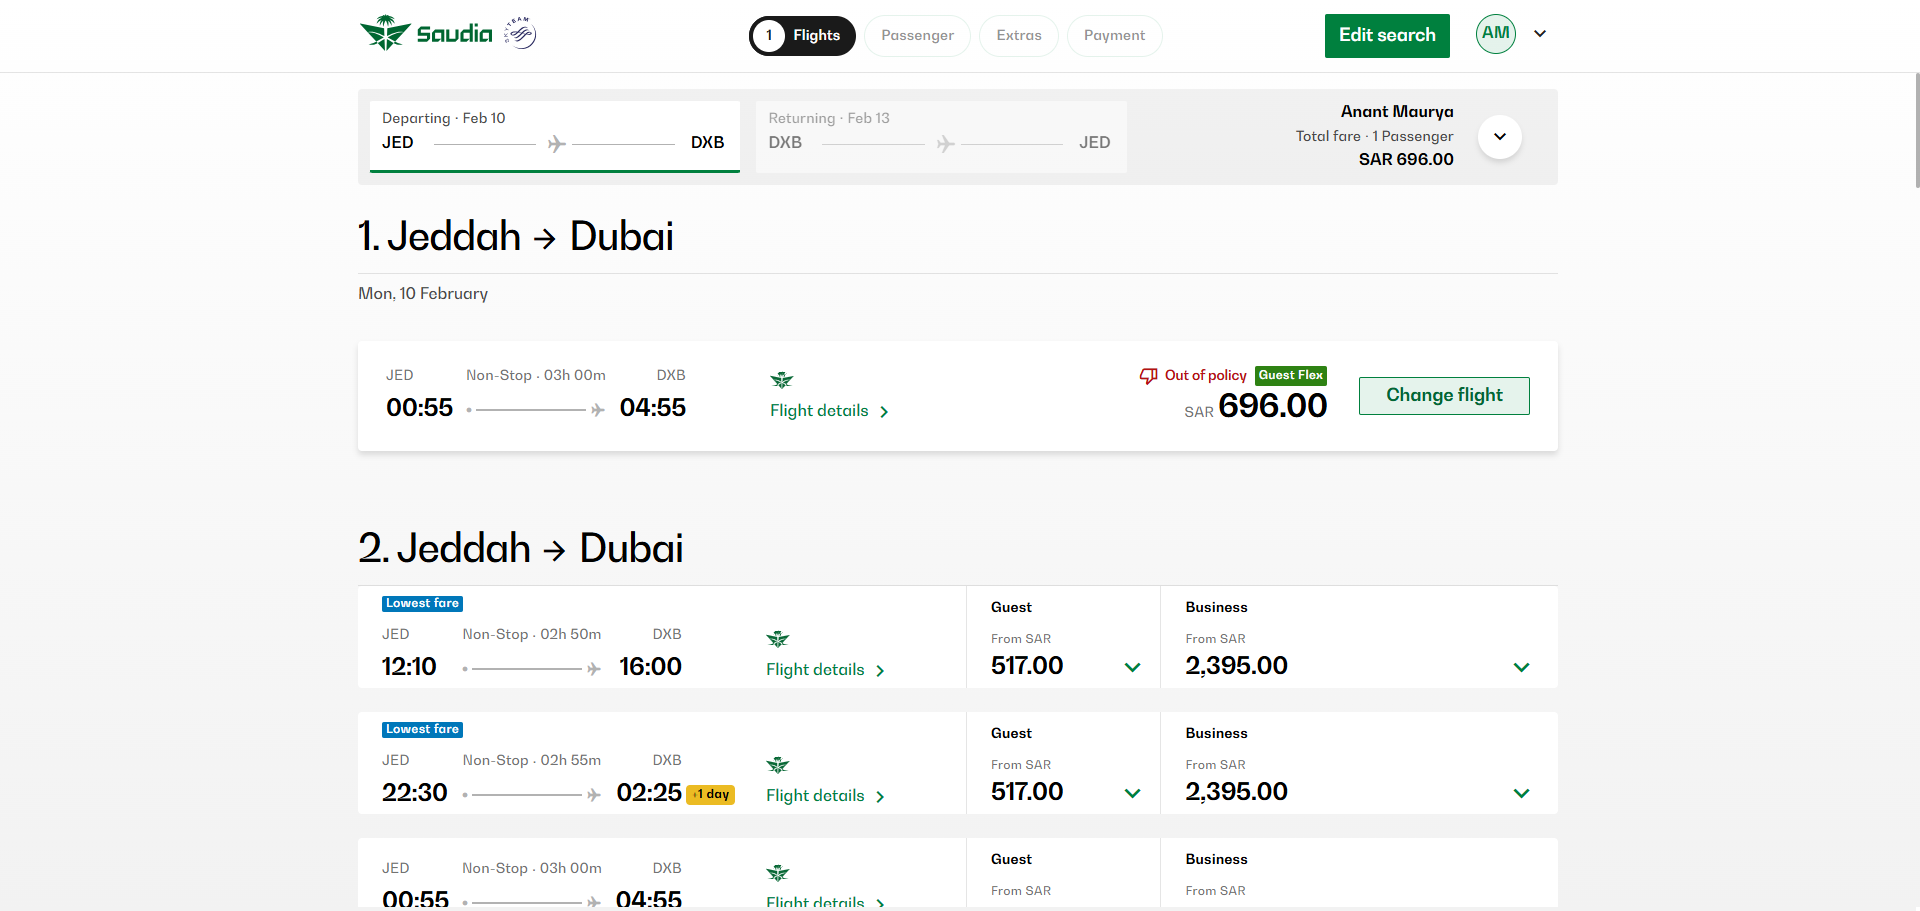 Saudia
SKYTEAM
1 Flights
Passenger
Extras
Payment
Edit search
AM
Departing · Feb 10
JED
DXB
Returning · Feb 13
DXB
JED
Anant Maurya
Total fare · 1 Passenger
SAR 696.00
1. Jeddah → Dubai
Mon, 10 February
JED Non-Stop · 03h 00m DXB
00:55 04:55
Flight details
Out of policy Guest Flex
SAR 696.00
Change flight
2. Jeddah → Dubai
Lowest fare
JED Non-Stop · 02h 50m DXB
12:10 16:00
Flight details
Guest
From SAR
517.00
Business
From SAR
2,395.00
Lowest fare
JED Non-Stop · 02h 55m DXB
22:30 02:25 +1 day
Flight details
Guest
From SAR
517.00
Business
From SAR
2,395.00
JED Non-Stop · 03h 00m DXB
00:55 04:55
Flight details
Guest
From SAR
Business
From SAR